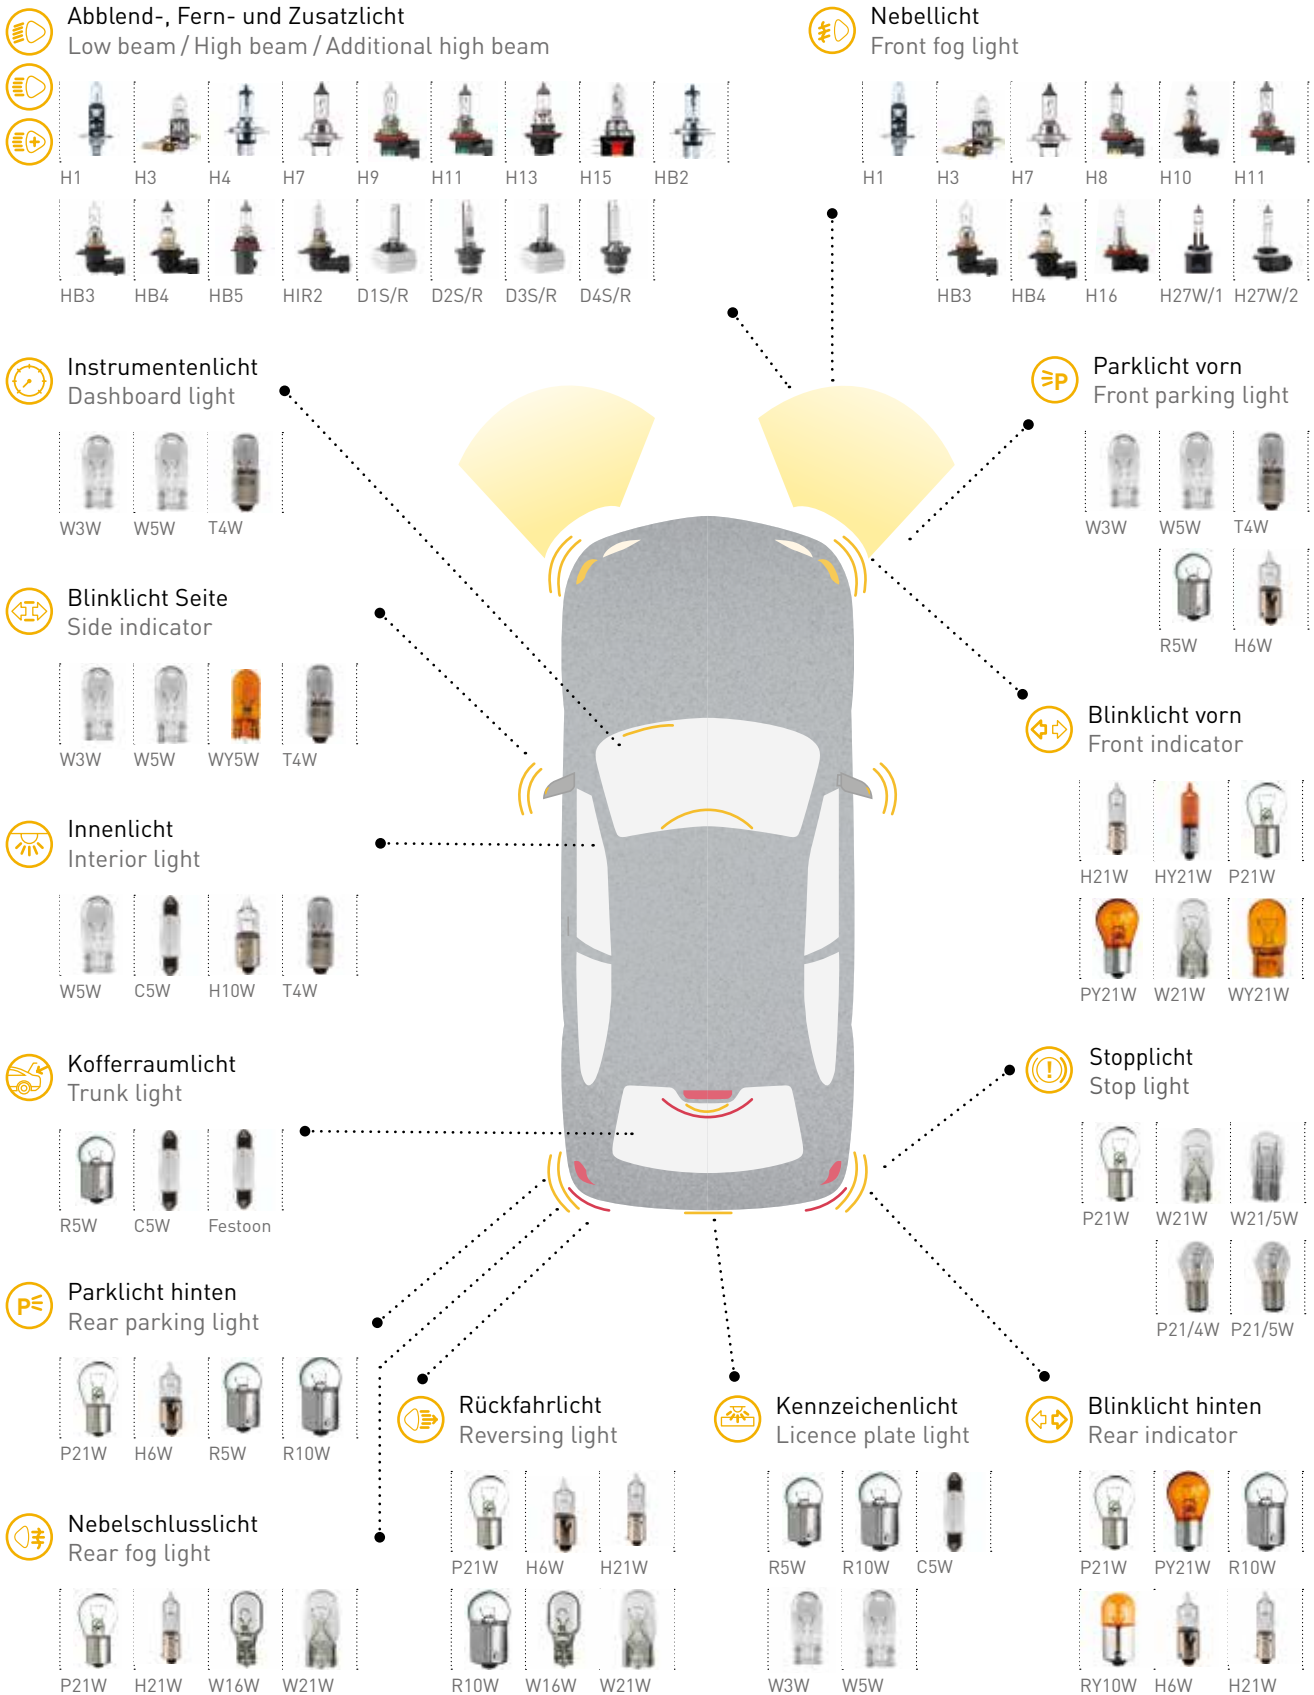 Abblend-, Fern- und Zusatzlicht
Low beam / High beam / Additional high beam
H1 H3 H4 H7 H9 H11 H13 H15 HB2
HB3 HB4 HB5 HIR2 D1S/R D2S/R D3S/R D4S/R
Nebellicht
Front fog light
H1 H3 H7 H8 H10 H11
HB3 HB4 H16 H27W/1 H27W/2
Instrumentenlicht
Dashboard light
W3W W5W T4W
P
Parklicht vorn
Front parking light
W3W W5W T4W
R5W H6W
Blinklicht Seite
Side indicator
W3W W5W WY5W T4W
Blinklicht vorn
Front indicator
H21W HY21W P21W
PY21W W21W WY21W
Innenlicht
Interior light
W5W C5W H10W T4W
Kofferraumlicht
Trunk light
R5W C5W Festoon
Stopplicht
Stop light
P21W W21W W21/5W
P21/4W P21/5W
P
Parklicht hinten
Rear parking light
P21W H6W R5W R10W
Nebelschlusslicht
Rear fog light
P21W H21W W16W W21W
Rückfahrlicht
Reversing light
P21W H6W H21W
R10W W16W W21W
Kennzeichenlicht
Licence plate light
R5W R10W C5W
W3W W5W
Blinklicht hinten
Rear indicator
P21W PY21W R10W
RY10W H6W H21W